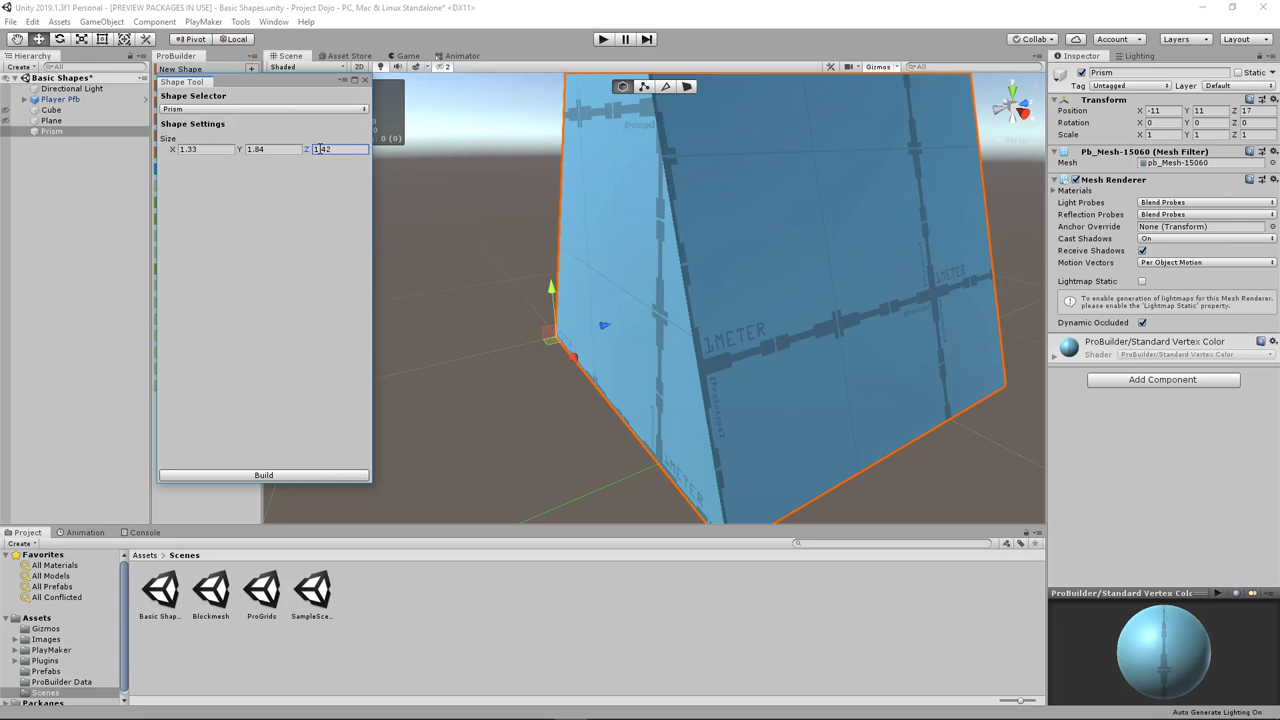 Unity 2019.1.3f1 - [PREVIEW PACKAGES IN USE] - Basic Shapes.unity - Project Dojo - PC, Mac & Linux Standalone* <DX11>
File Edit Assets GameObject Component PlayMaker Tools Window Help
Pivot Local Collab Account Layers Layout
Hierarchy ProBuilder Scene Asset Store Game Animator Inspector Lighting
Create All New Shape Shaded 2D 2 Gizmos All
Basic Shapes*
Directional Light
Player Pfb
Cube
Plane
Prism
Shape Tool
Shape Selector
Prism
Shape Settings
Size
X 1.33 Y 1.84 Z 1.42
Build
0 (0)
y
Persp
[Prototype]
1METER
1METER
1METER
Prism Static
Tag Untagged Layer Default
Transform
Position X -11 Y 11 Z 17
Rotation X 0 Y 0 Z 0
Scale X 1 Y 1 Z 1
Pb_Mesh-15060 (Mesh Filter)
Mesh pb_Mesh-15060
Mesh Renderer
Materials
Light Probes Blend Probes
Reflection Probes Blend Probes
Anchor Override None (Transform)
Cast Shadows On
Receive Shadows
Motion Vectors Per Object Motion
Lightmap Static
To enable generation of lightmaps for this Mesh Renderer, please enable the 'Lightmap Static' property.
Dynamic Occluded
ProBuilder/Standard Vertex Color
Shader ProBuilder/Standard Vertex Color
Add Component
Project Animation Console
Create
Favorites
All Materials
All Models
All Prefabs
All Conflicted
Assets
Gizmos
Images
PlayMaker
Plugins
Prefabs
ProBuilder Data
Scenes
Packages
Assets Scenes
Basic Shap... Blockmesh ProGrids SampleSce...
ProBuilder/Standard Vertex Colo
Auto Generate Lighting On